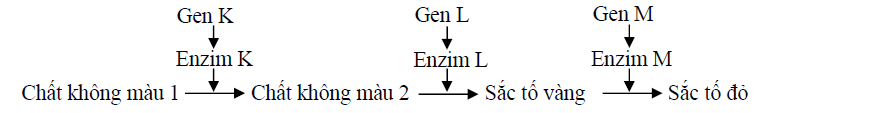 Gen K Gen L Gen M
Enzim K Enzim L Enzim M
Chất không màu 1 Chất không màu 2 Sắc tố vàng Sắc tố đỏ